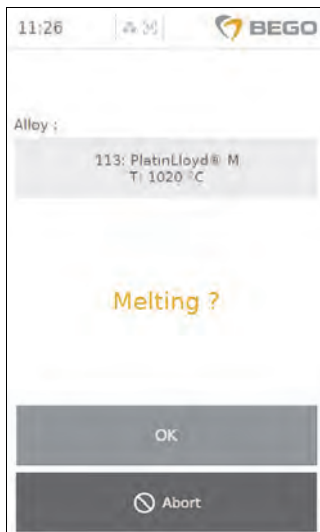 11:26
BEGO
Alloy :
113: PlatinLloyd® M
T: 1020 °C
Melting ?
OK
Abort